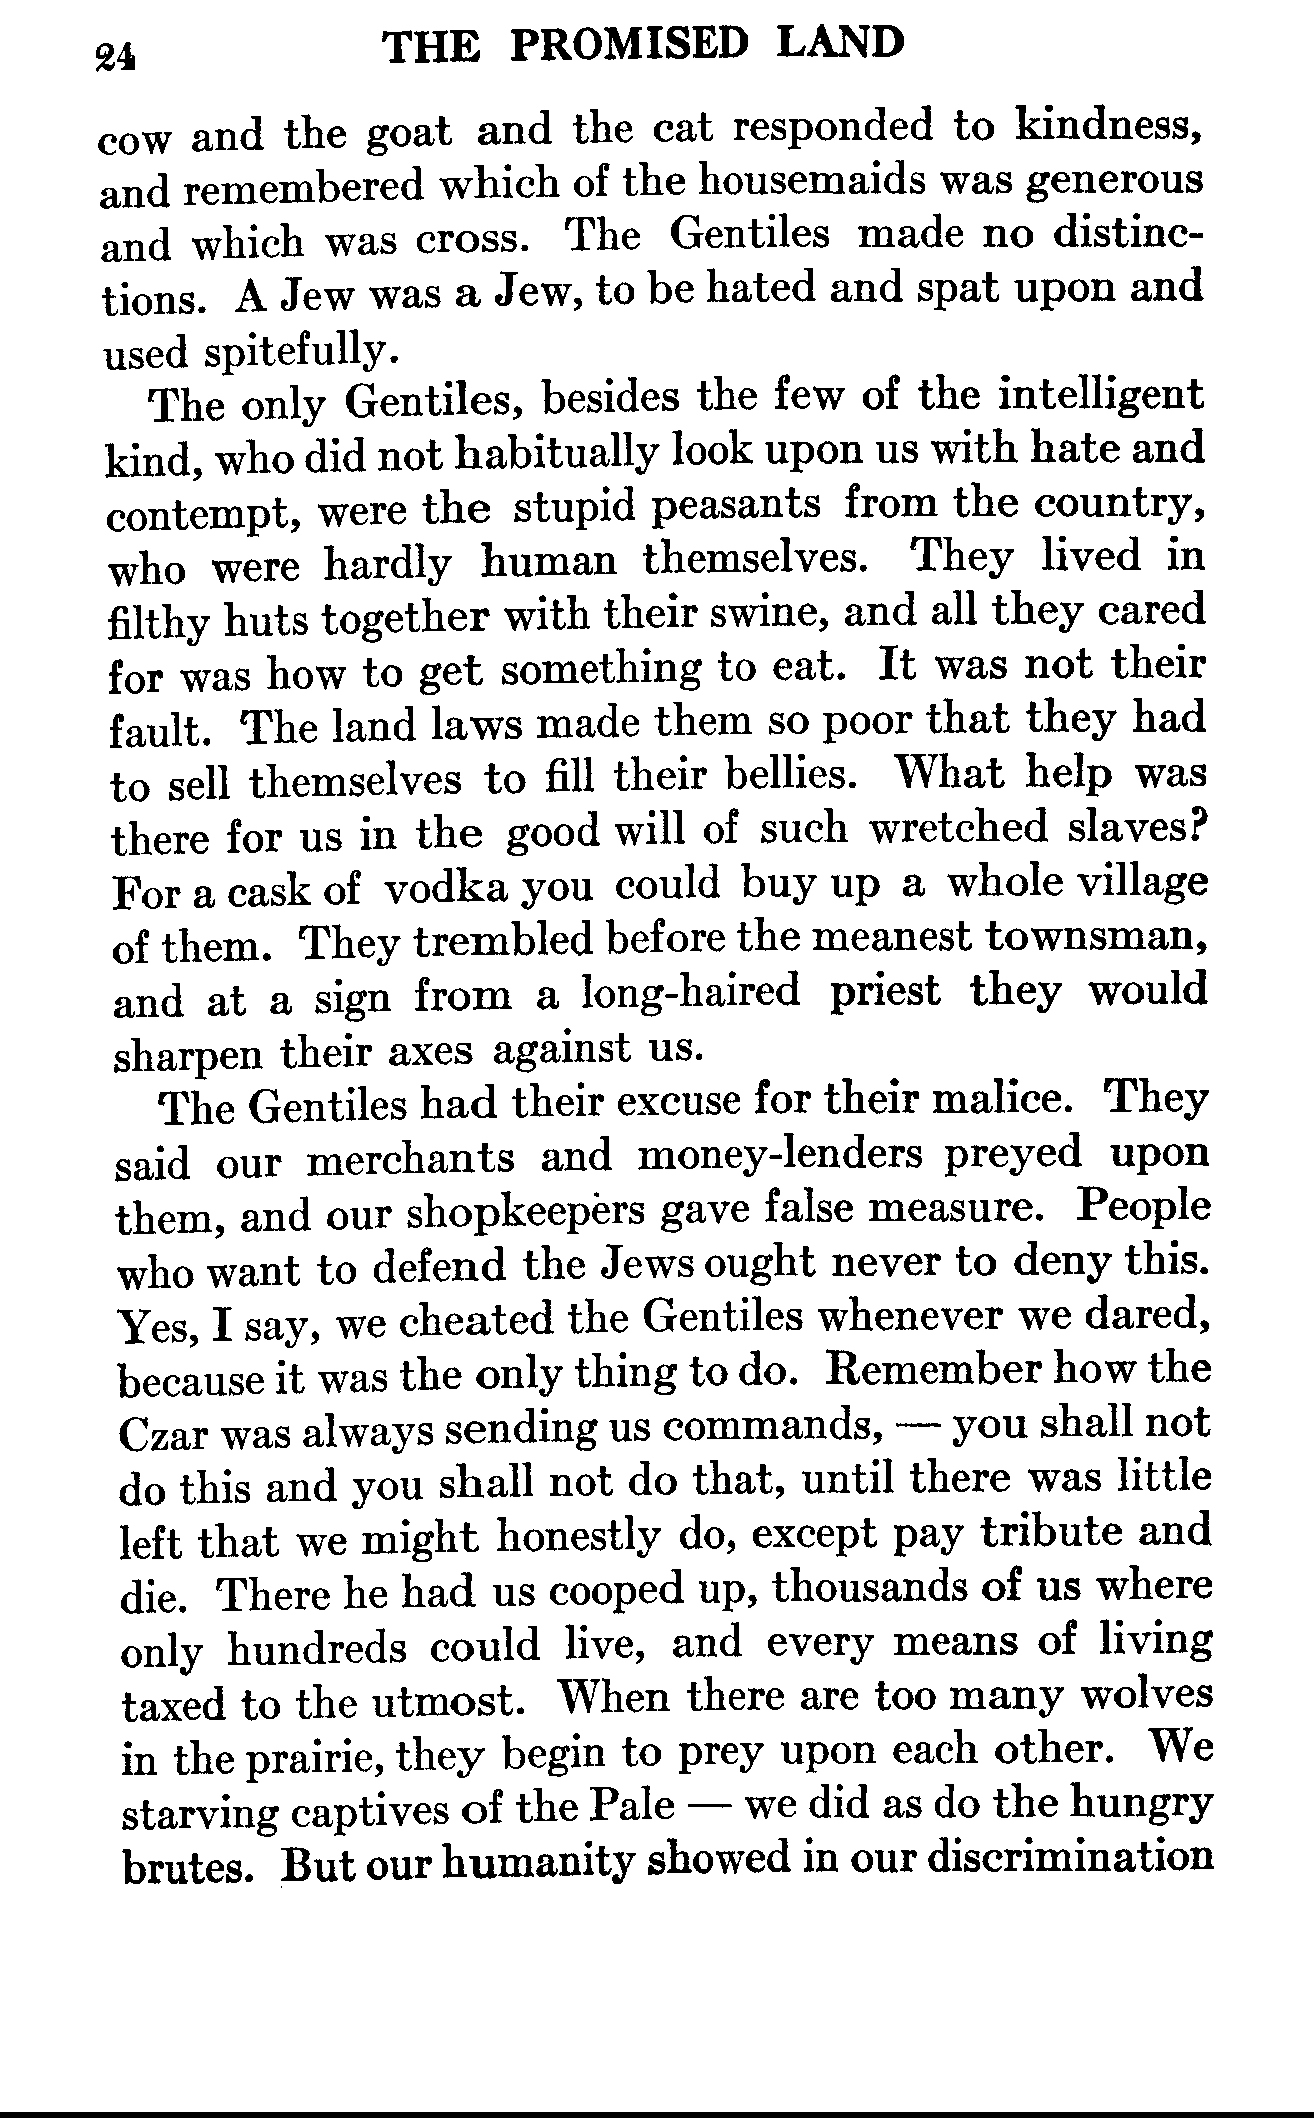 24 THE PROMISED LAND
cow and the goat and the cat responded to kindness,
and remembered which of the housemaids was generous
and which was cross. The Gentiles made no distinc-
tions. A Jew was a Jew, to be hated and spat upon and
used spitefully.
The only Gentiles, besides the few of the intelligent
kind, who did not habitually look upon us with hate and
contempt, were the stupid peasants from the country,
who were hardly human themselves. They lived in
filthy huts together with their swine, and all they cared
for was how to get something to eat. It was not their
fault. The land laws made them so poor that they had
to sell themselves to fill their bellies. What help was
there for us in the good will of such wretched slaves?
For a cask of vodka you could buy up a whole village
of them. They trembled before the meanest townsman,
and at a sign from a long-haired priest they would
sharpen their axes against us.
The Gentiles had their excuse for their malice. They
said our merchants and money-lenders preyed upon
them, and our shopkeepers gave false measure. People
who want to defend the Jews ought never to deny this.
Yes, I say, we cheated the Gentiles whenever we dared,
because it was the only thing to do. Remember how the
Czar was always sending us commands, — you shall not
do this and you shall not do that, until there was little
left that we might honestly do, except pay tribute and
die. There he had us cooped up, thousands of us where
only hundreds could live, and every means of living
taxed to the utmost. When there are too many wolves
in the prairie, they begin to prey upon each other. We
starving captives of the Pale — we did as do the hungry
brutes. But our humanity showed in our discrimination